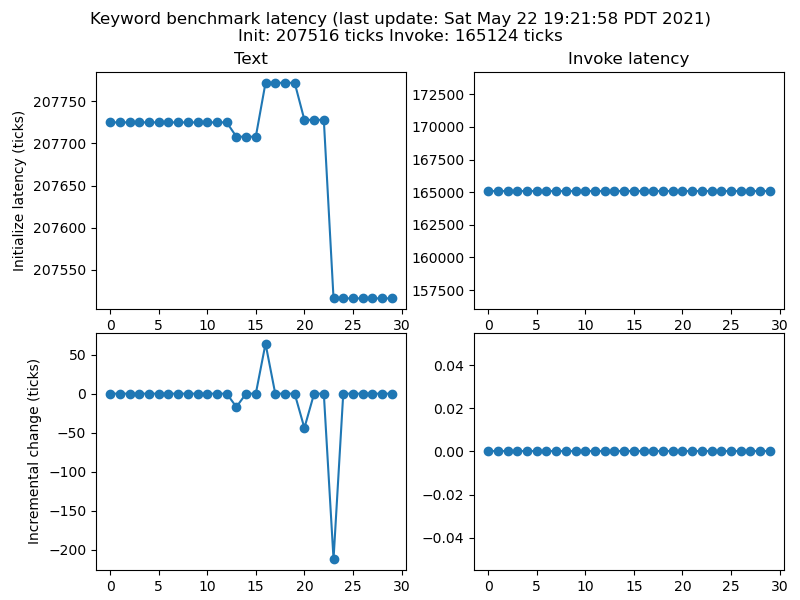 Keyword benchmark latency (last update: Sat May 22 19:21:58 PDT 2021)
Init: 207516 ticks Invoke: 165124 ticks
Text
Initialize latency (ticks)
207750
207700
207650
207600
207550
0 5 10 15 20 25 30
Invoke latency
172500
170000
167500
165000
162500
160000
157500
0 5 10 15 20 25 30
Incremental change (ticks)
50
0
−50
−100
−150
−200
0 5 10 15 20 25 30
0.04
0.02
0.00
−0.02
−0.04
0 5 10 15 20 25 30